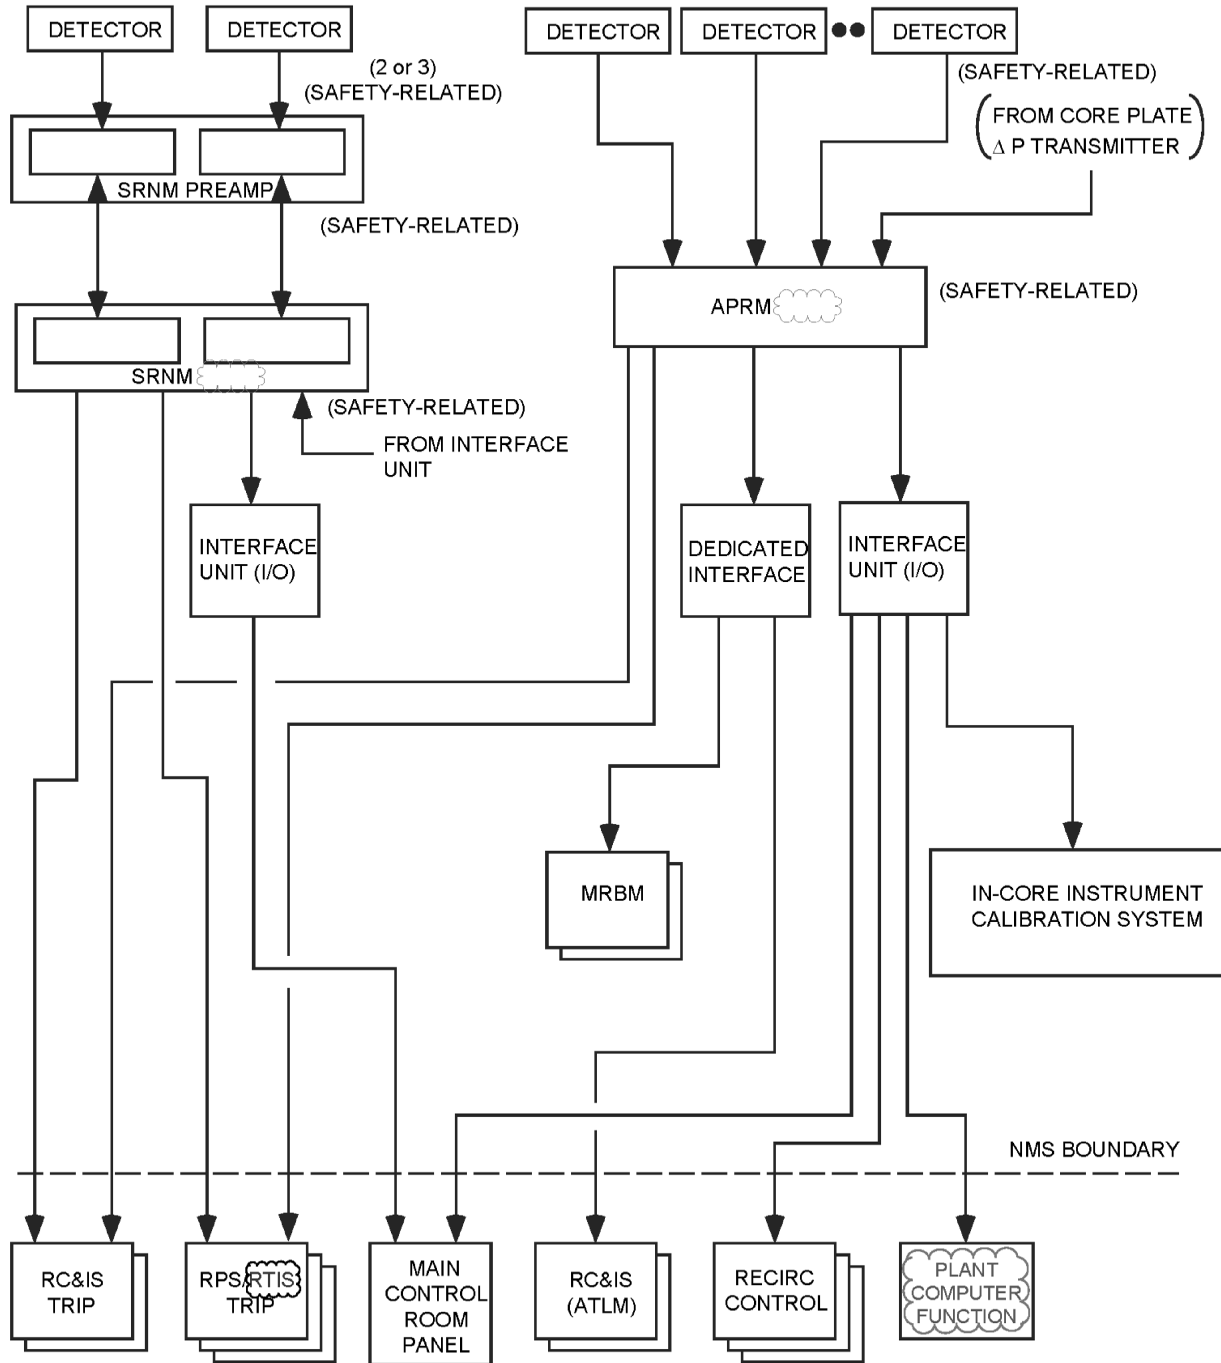 DETECTOR
DETECTOR
DETECTOR
DETECTOR
DETECTOR
(2 or 3)
(SAFETY-RELATED)
(SAFETY-RELATED)
FROM CORE PLATE
Δ P TRANSMITTER
SRNM PREAMP
(SAFETY-RELATED)
APRM
(SAFETY-RELATED)
SRNM
(SAFETY-RELATED)
FROM INTERFACE
UNIT
INTERFACE
UNIT (I/O)
DEDICATED
INTERFACE
INTERFACE
UNIT (I/O)
MRBM
IN-CORE INSTRUMENT
CALIBRATION SYSTEM
NMS BOUNDARY
RC&IS
TRIP
RPS/RTIS
TRIP
MAIN
CONTROL
ROOM
PANEL
RC&IS
(ATLM)
RECIRC
CONTROL
PLANT
COMPUTER
FUNCTION